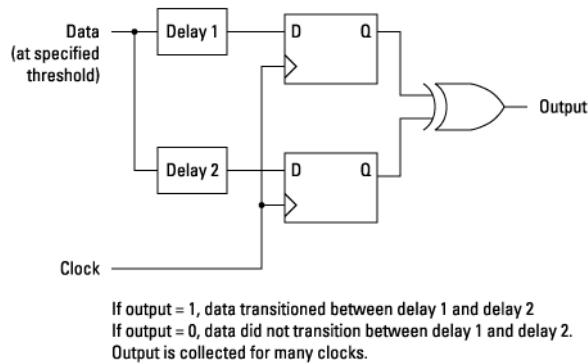 Data
(at specified
threshold)
Delay 1
D
Q
Output
Delay 2
D
Q
Clock
If output = 1, data transitioned between delay 1 and delay 2
If output = 0, data did not transition between delay 1 and delay 2.
Output is collected for many clocks.